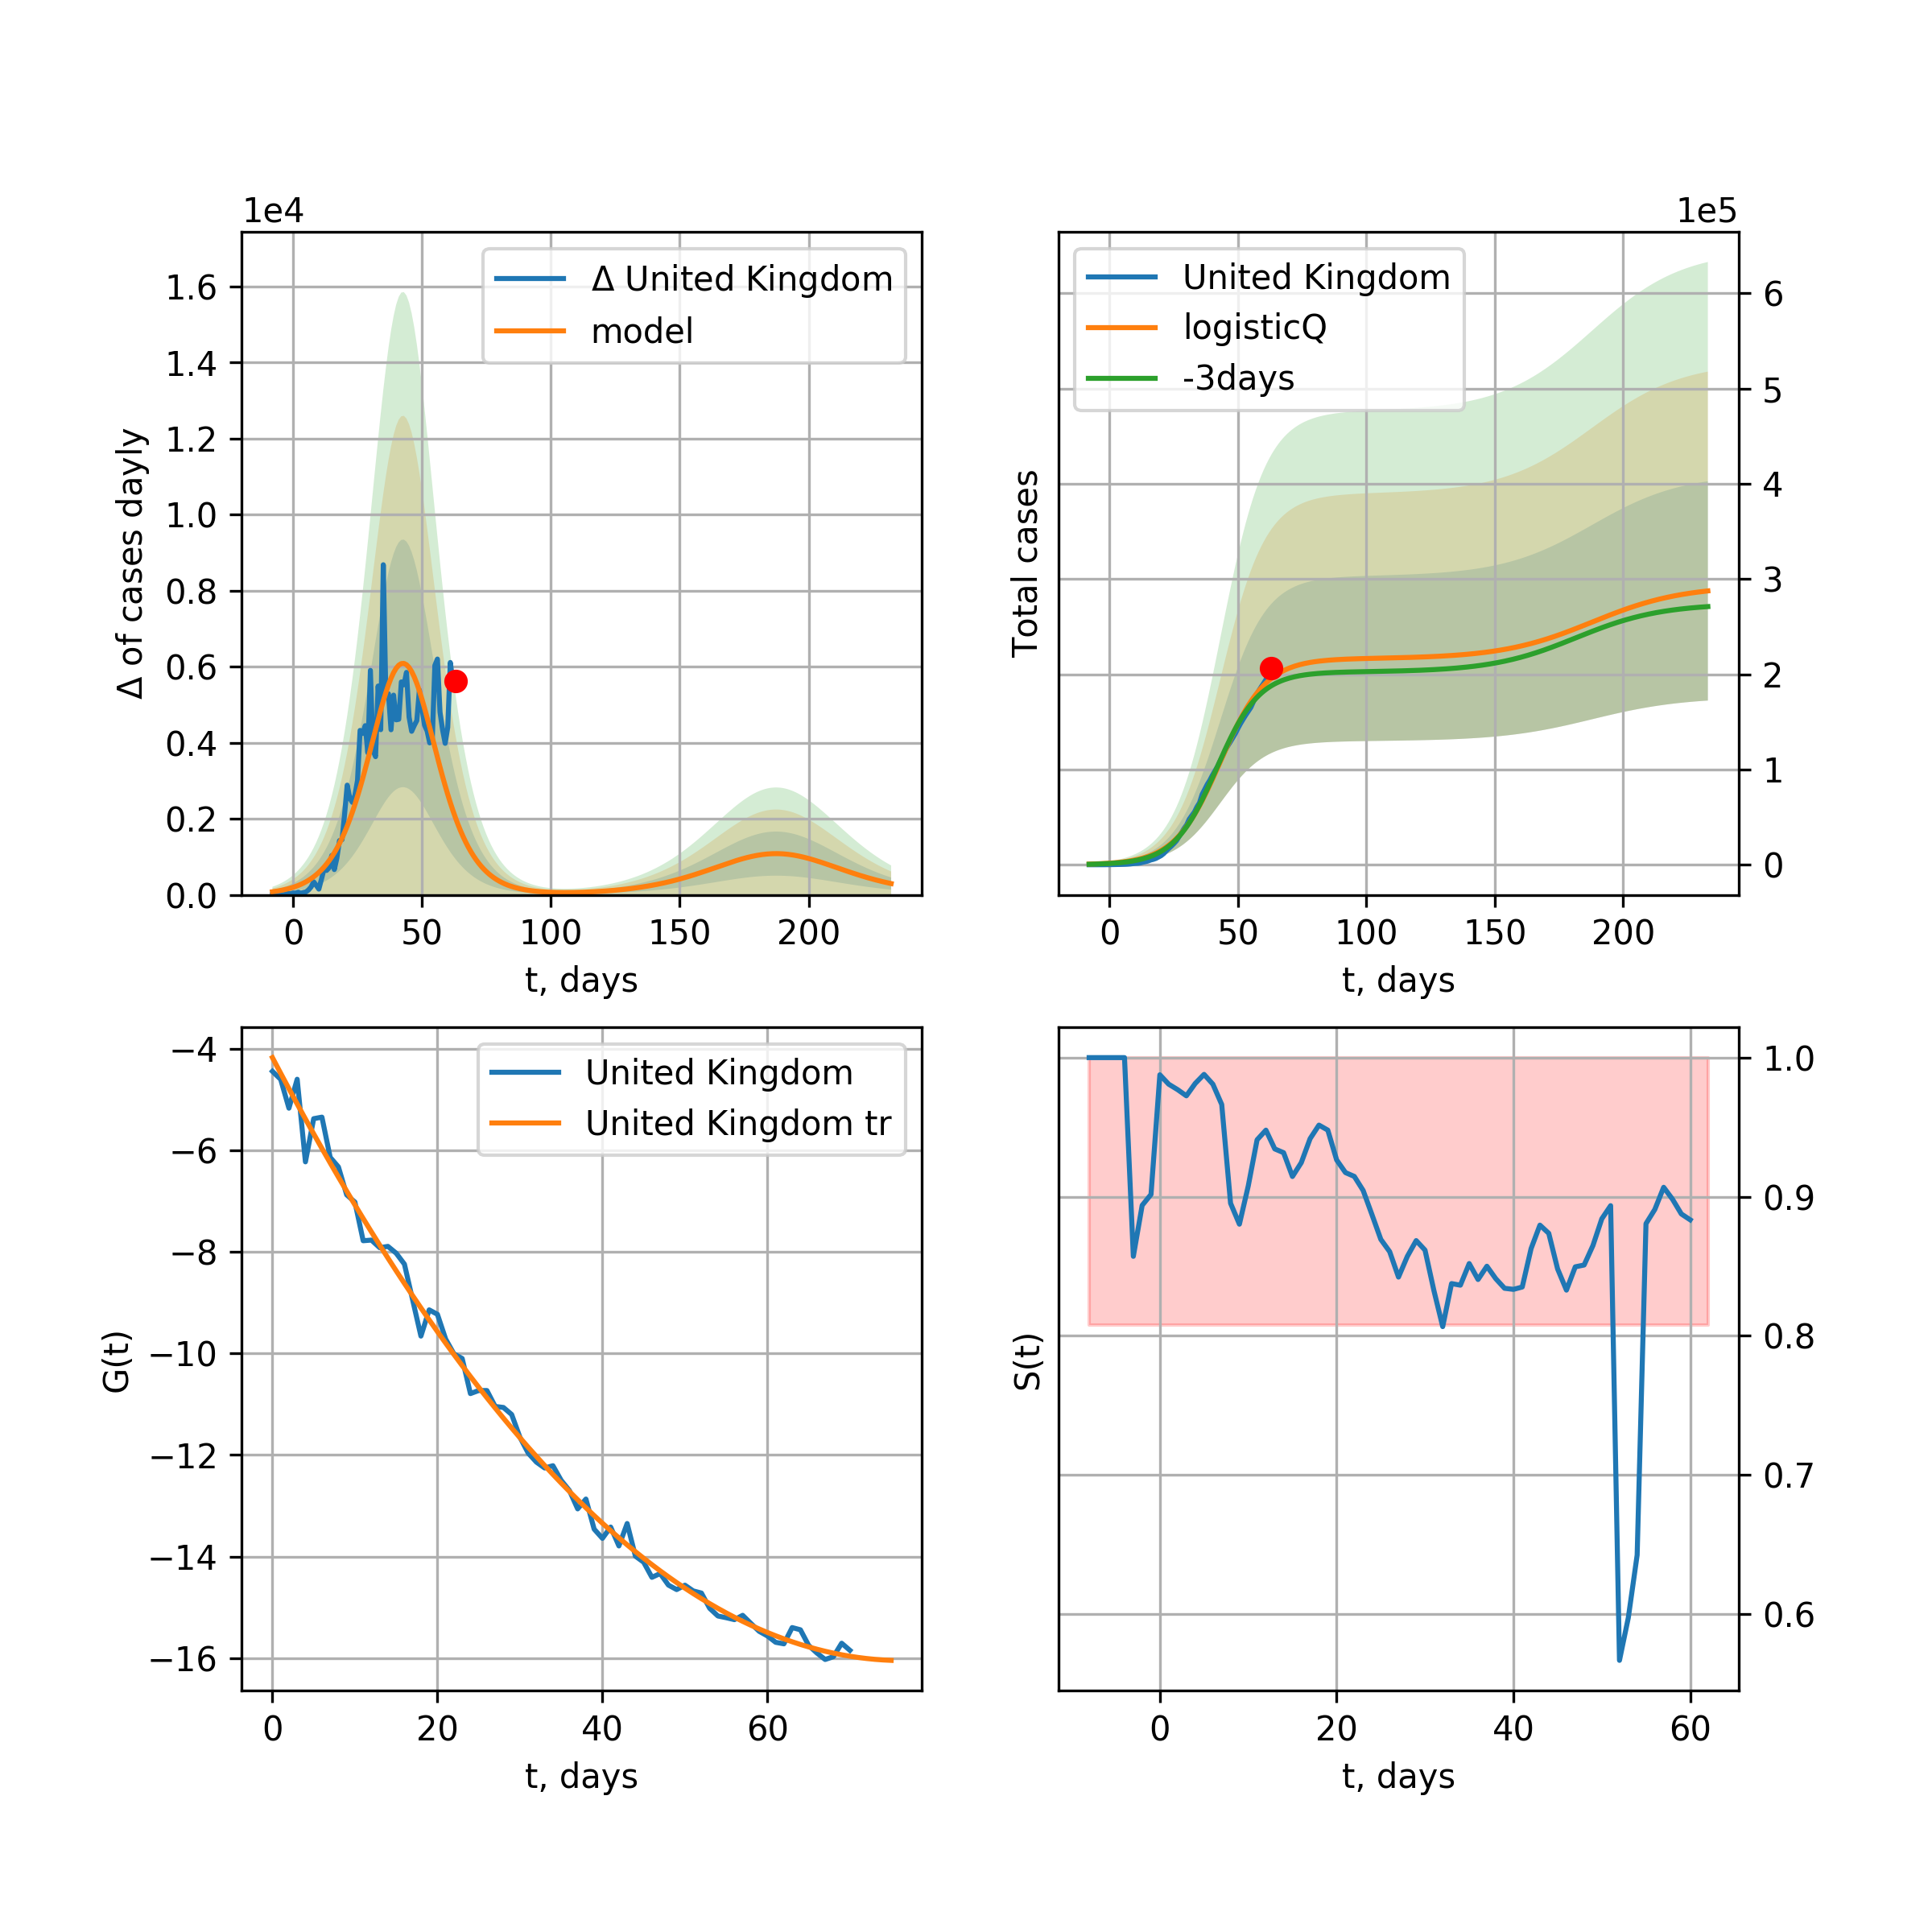 1e4
Δ of cases dayly
1.6
1.4
1.2
1.0
0.8
0.6
0.4
0.2
0.0
0 50 100 150 200
t, days
Δ United Kingdom
model
1e5
Total cases
6
5
4
3
2
1
0
0 50 100 150 200
t, days
United Kingdom
logisticQ
-3days
G(t)
−4
−6
−8
−10
−12
−14
−16
0 20 40 60
t, days
United Kingdom
United Kingdom tr
S(t)
1.0
0.9
0.8
0.7
0.6
0 20 40 60
t, days